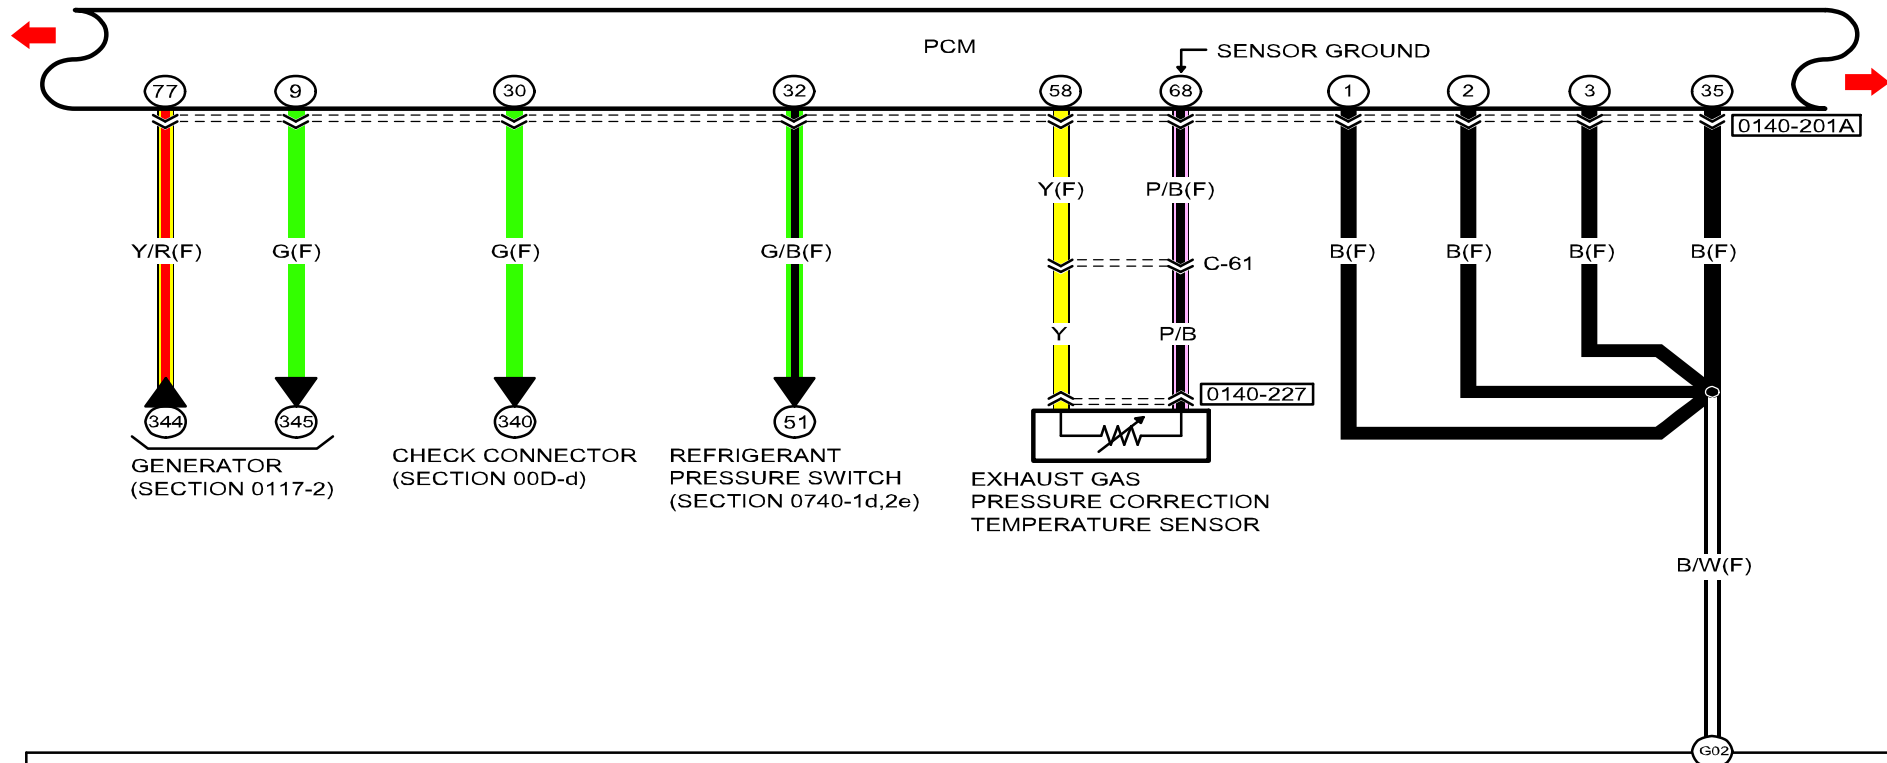 PCM
SENSOR GROUND
77
9
30
32
58
68
1
2
3
35
0140-201A
Y(F)
P/B(F)
Y/R(F)
G(F)
G(F)
G/B(F)
B(F)
B(F)
B(F)
B(F)
C-61
Y
P/B
0140-227
344
345
340
51
GENERATOR
(SECTION 0117-2)
CHECK CONNECTOR
(SECTION 00D-d)
REFRIGERANT
PRESSURE SWITCH
(SECTION 0740-1d,2e)
EXHAUST GAS
PRESSURE CORRECTION
TEMPERATURE SENSOR
B/W(F)
G02